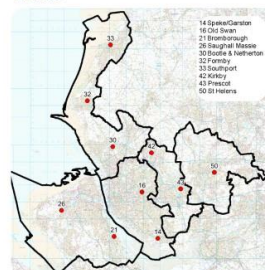 14 Speke/Garston
16 Old Swan
21 Bromborough
26 Saughall Massie
30 Bootle & Netherton
32 Formby
33 Southport
42 Kirkby
43 Prescot
50 St Helens
33
32
30
42
50
16
43
26
21
14